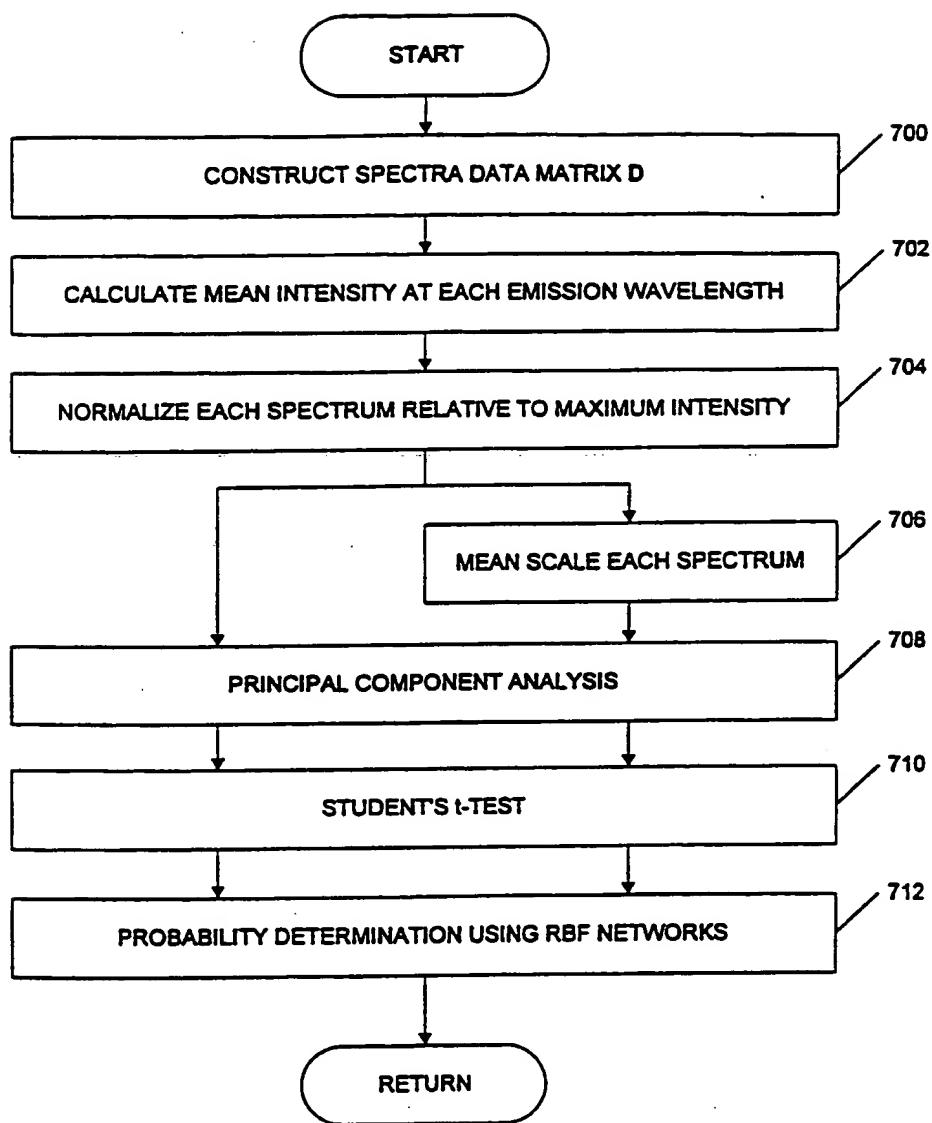 START
700
CONSTRUCT SPECTRA DATA MATRIX D
702
CALCULATE MEAN INTENSITY AT EACH EMISSION WAVELENGTH
704
NORMALIZE EACH SPECTRUM RELATIVE TO MAXIMUM INTENSITY
706
MEAN SCALE EACH SPECTRUM
708
PRINCIPAL COMPONENT ANALYSIS
710
STUDENT'S t-TEST
712
PROBABILITY DETERMINATION USING RBF NETWORKS
RETURN